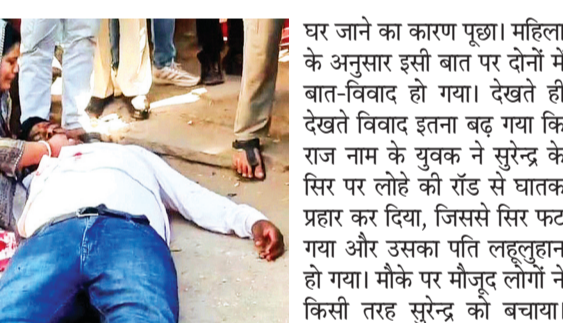 घर जाने का कारण पूछा। महिला
के अनुसार इसी बात पर दोनों में
बात-विवाद हो गया। देखते ही
देखते विवाद इतना बढ़ गया कि
राज नाम के युवक ने सुरेन्द्र के
सिर पर लोहे की रॉड से घातक
प्रहार कर दिया, जिससे सिर फट
गया और उसका पति लहूलुहान
हो गया। मौके पर मौजूद लोगों ने
किसी तरह सुरेन्द्र को बचाया।